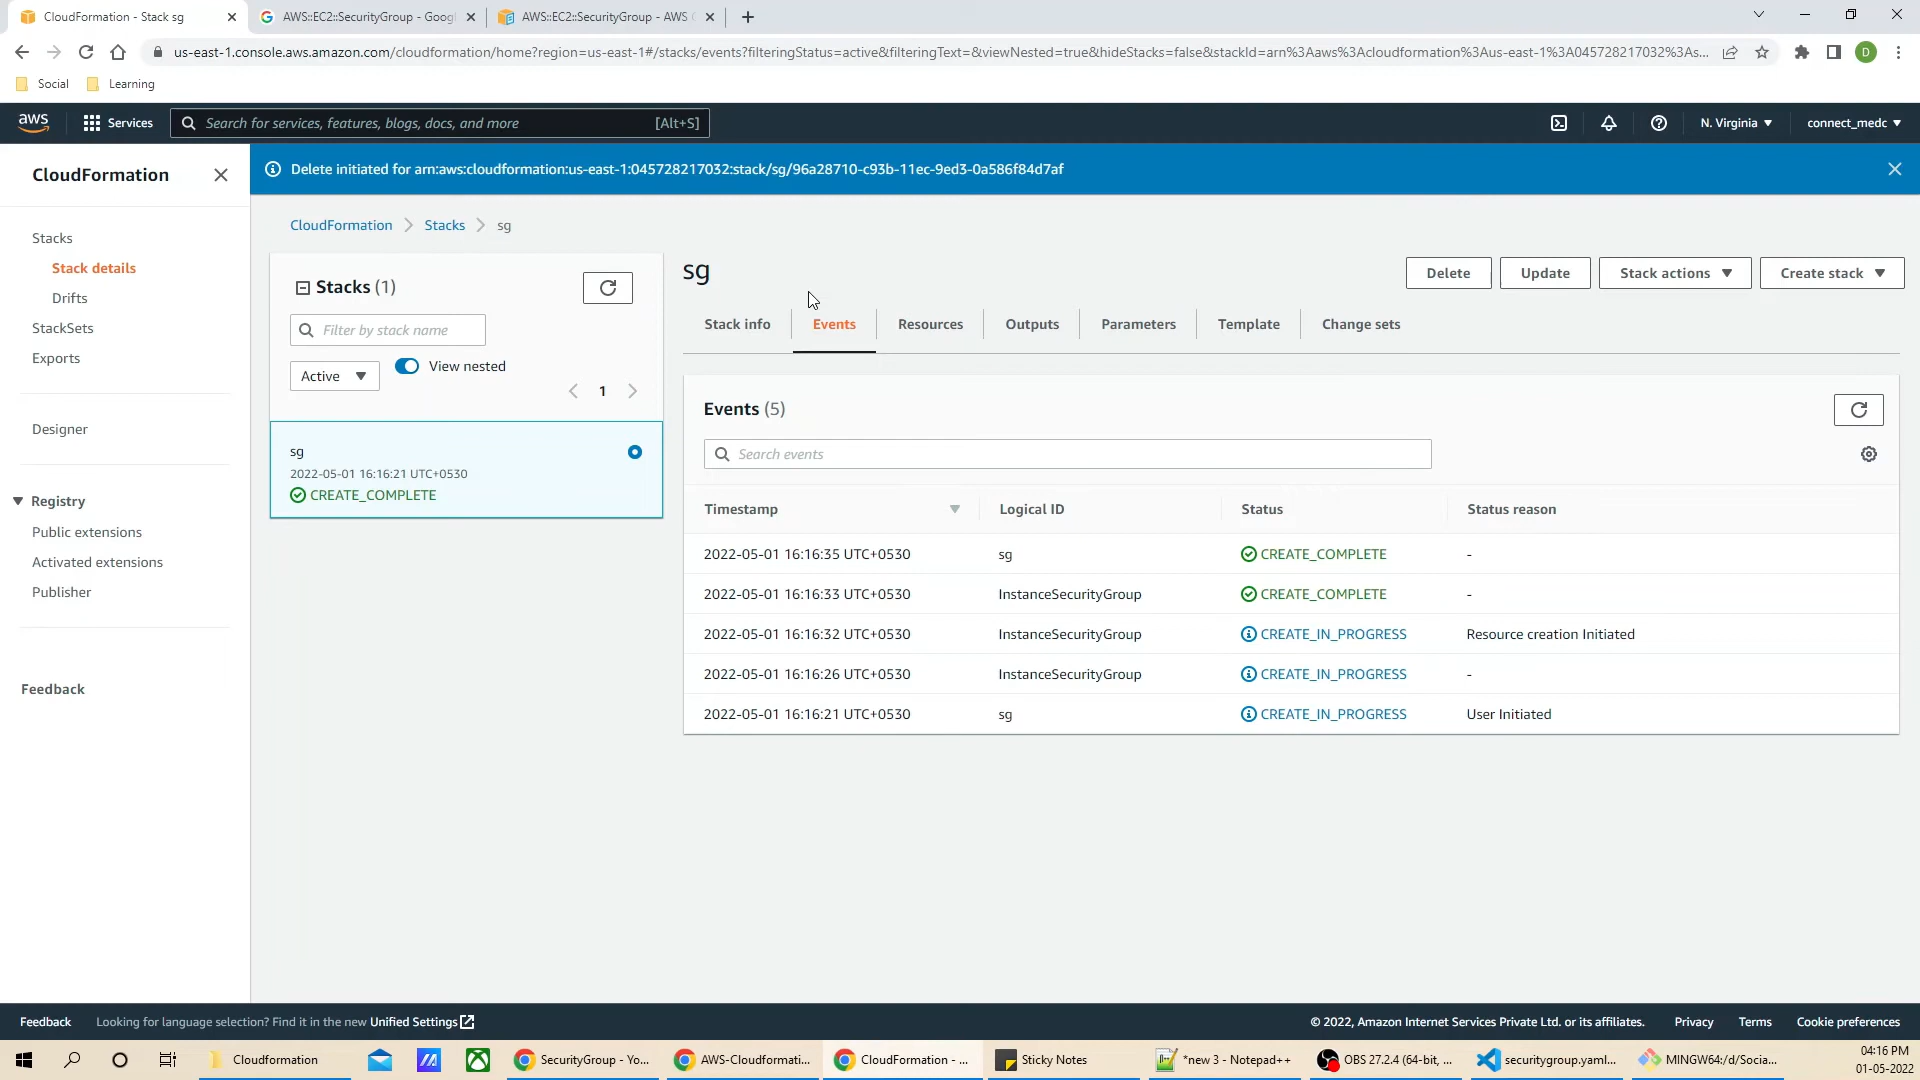 CloudFormation - Stack sg
AWS::EC2::SecurityGroup - Googl
AWS::EC2::SecurityGroup - AWS C
us-east-1.console.aws.amazon.com/cloudformation/home?region=us-east-1#/stacks/events?filteringStatus=active&filteringText=&viewNested=true&hideStacks=false&stackId=arn%3Aaws%3Acloudformation%3Aus-east-1%3A045728217032%3As...
D
Social
Learning
aws
Services
Search for services, features, blogs, docs, and more
[Alt+S]
N. Virginia
connect_medc
CloudFormation
Delete initiated for arn:aws:cloudformation:us-east-1:045728217032:stack/sg/96a28710-c93b-11ec-9ed3-0a586f84d7af
Stacks
Stack details
Drifts
StackSets
Exports
Designer
Registry
Public extensions
Activated extensions
Publisher
Feedback
CloudFormation
Stacks
sg
Stacks (1)
Filter by stack name
Active
View nested
1
sg
2022-05-01 16:16:21 UTC+0530
CREATE_COMPLETE
sg
Delete
Update
Stack actions
Create stack
Stack info
Events
Resources
Outputs
Parameters
Template
Change sets
Events (5)
Search events
Timestamp Logical ID Status Status reason
2022-05-01 16:16:35 UTC+0530 sg CREATE_COMPLETE -
2022-05-01 16:16:33 UTC+0530 InstanceSecurityGroup CREATE_COMPLETE -
2022-05-01 16:16:32 UTC+0530 InstanceSecurityGroup CREATE_IN_PROGRESS Resource creation Initiated
2022-05-01 16:16:26 UTC+0530 InstanceSecurityGroup CREATE_IN_PROGRESS -
2022-05-01 16:16:21 UTC+0530 sg CREATE_IN_PROGRESS User Initiated
Feedback
Looking for language selection? Find it in the new Unified Settings
© 2022, Amazon Internet Services Private Ltd. or its affiliates.
Privacy
Terms
Cookie preferences
Cloudformation
SecurityGroup - Yo...
AWS-Cloudformati...
CloudFormation - ...
Sticky Notes
*new 3 - Notepad++
OBS 27.2.4 (64-bit, ...
securitygroup.yaml...
MINGW64:/d/Socia...
04:16 PM
01-05-2022